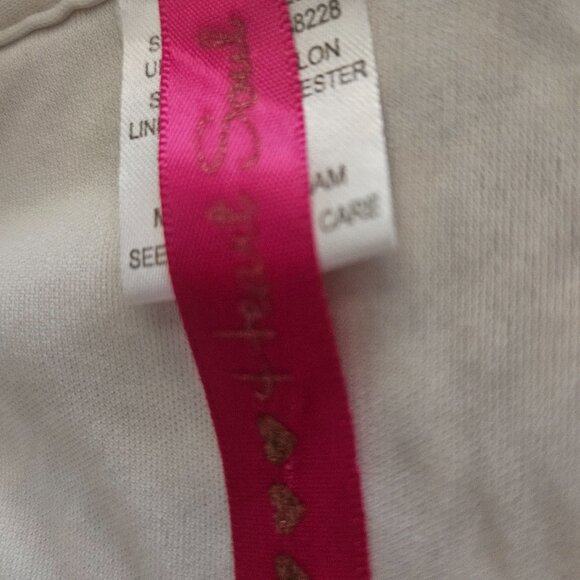 8228
S
U LON
S ESTER
LIN
AM
M CARE
SEE
Heart Soul